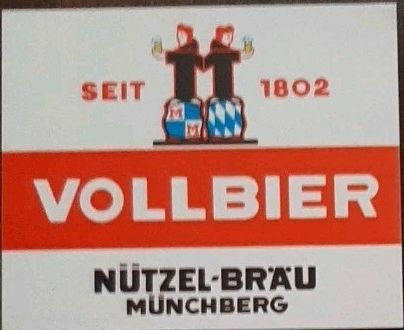 SEIT 1802
M
M
VOLLBIER
NÜTZEL-BRÄU
MÜNCHBERG